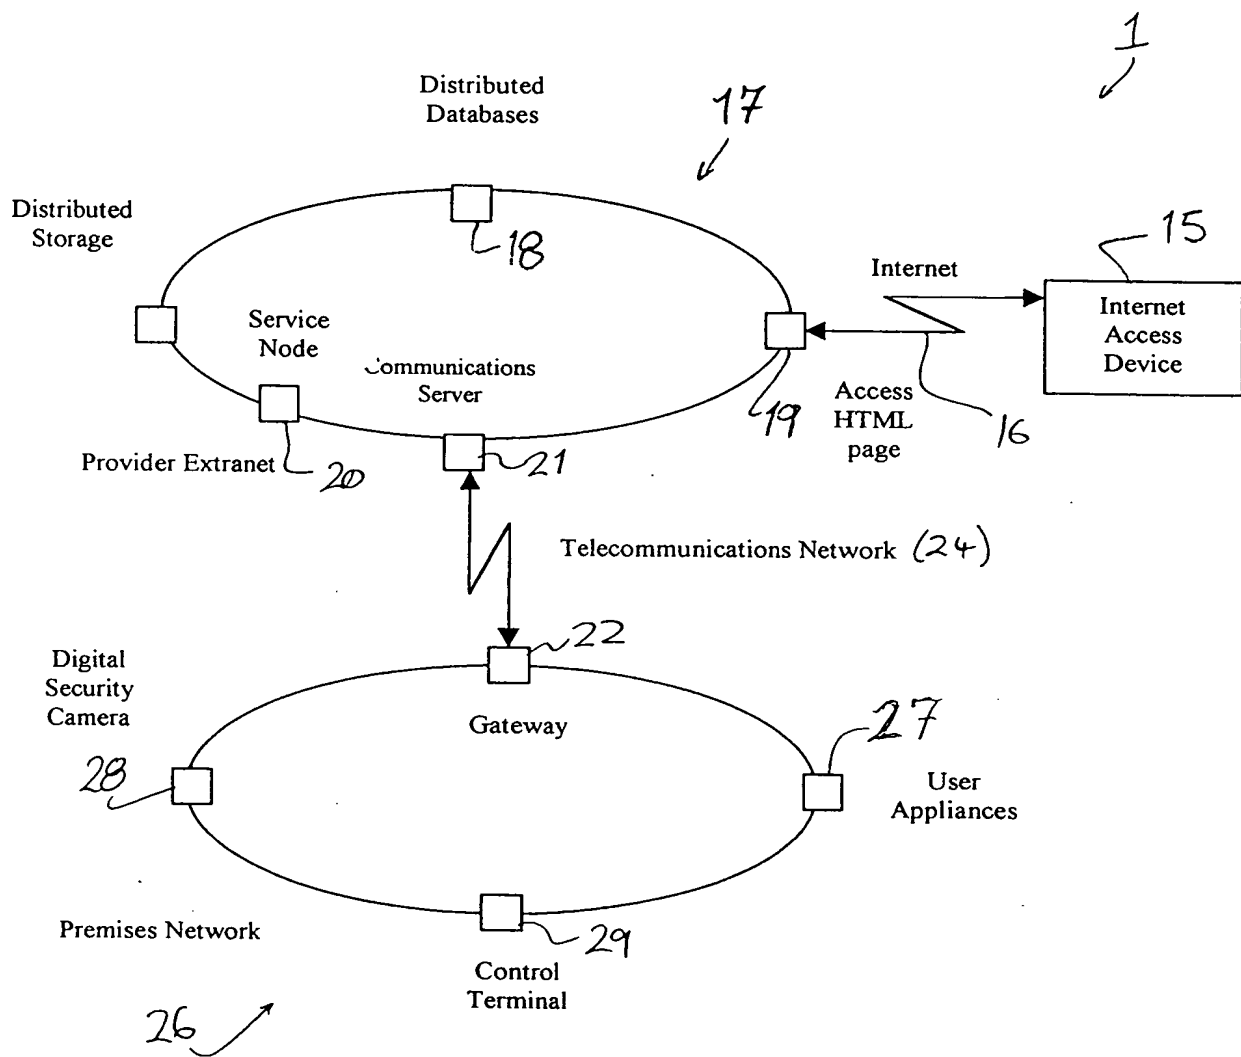 1
Distributed
Databases
17
Distributed
Storage
18
15
Internet
Internet
Access
Device
Service
Node
Communications
Server
19
Access
HTML
page
16
Provider Extranet
20
21
Telecommunications Network (24)
22
Digital
Security
Camera
Gateway
27
28
User
Appliances
Premises Network
29
Control
Terminal
26